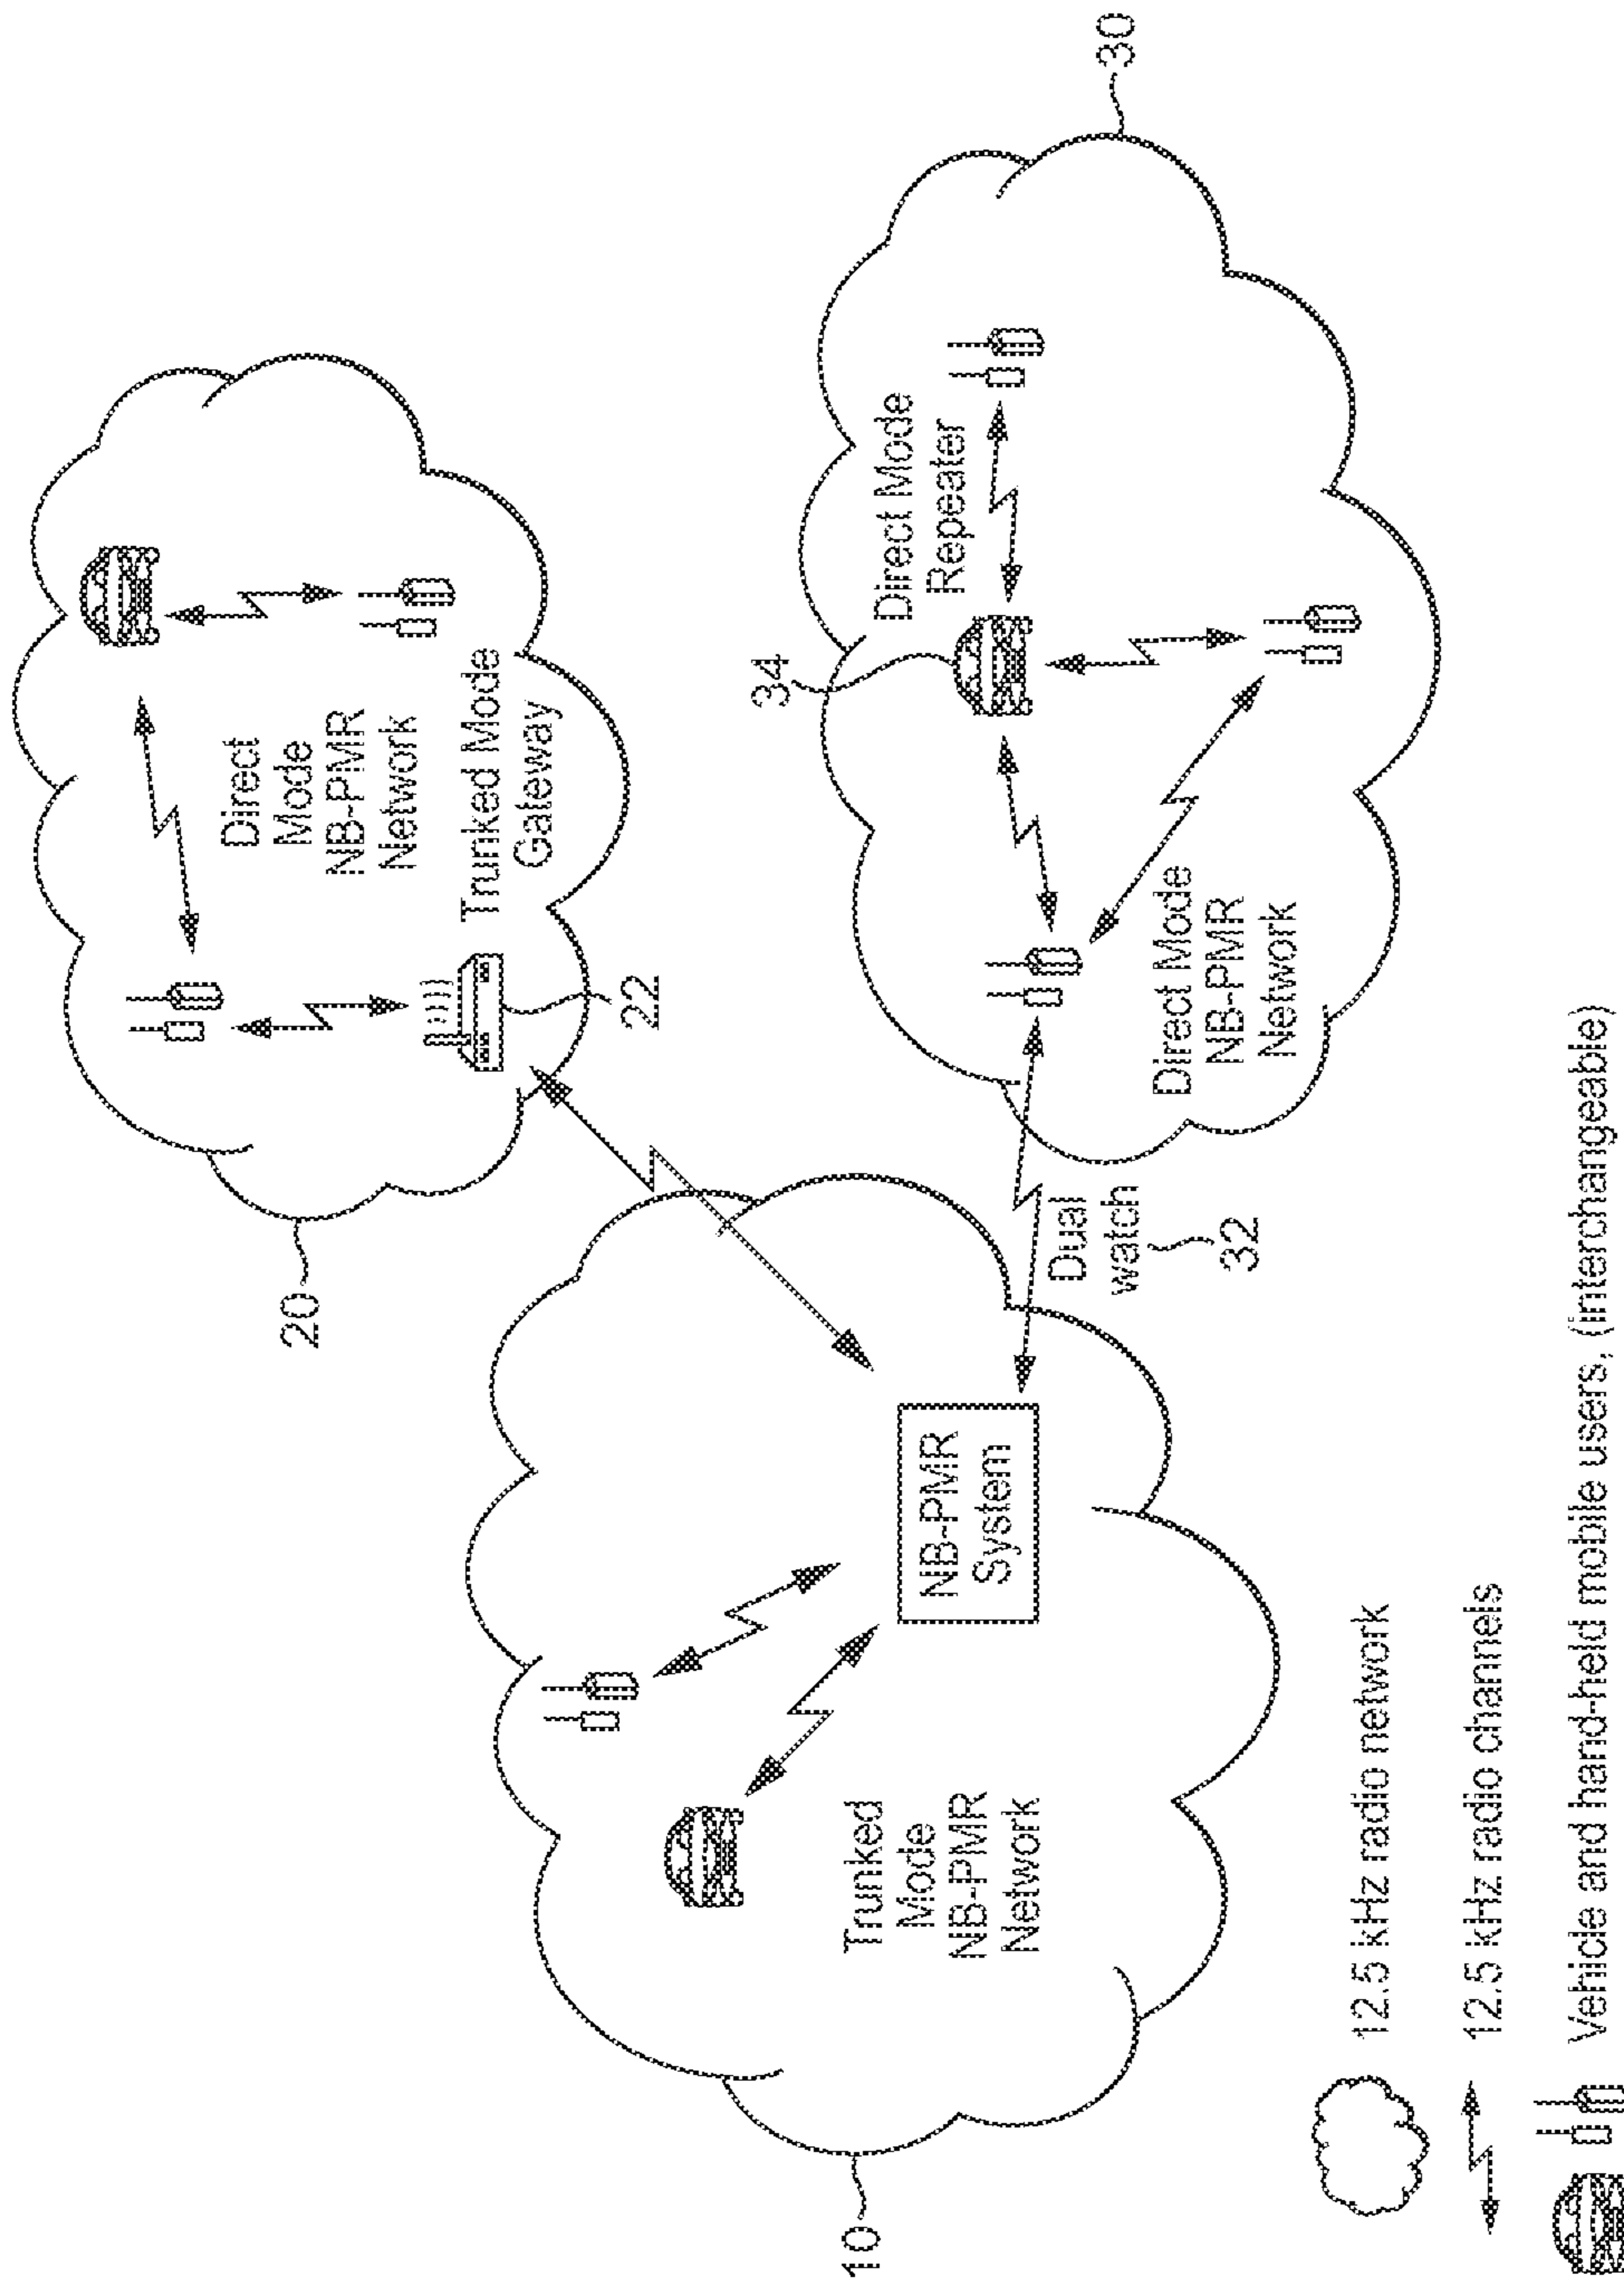 20
Direct
Mode
NB-PMR
Network
Trunked Mode
Gateway
22
10
Trunked
Mode
NB-PMR
Network
NB-PMR
System
Dual
watch
32
34
Direct Mode
Repeater
Direct Mode
NB-PMR
Network
30
12.5 kHz radio network
12.5 kHz radio channels
Vehicle and hand-held mobile users, (interchangeable)